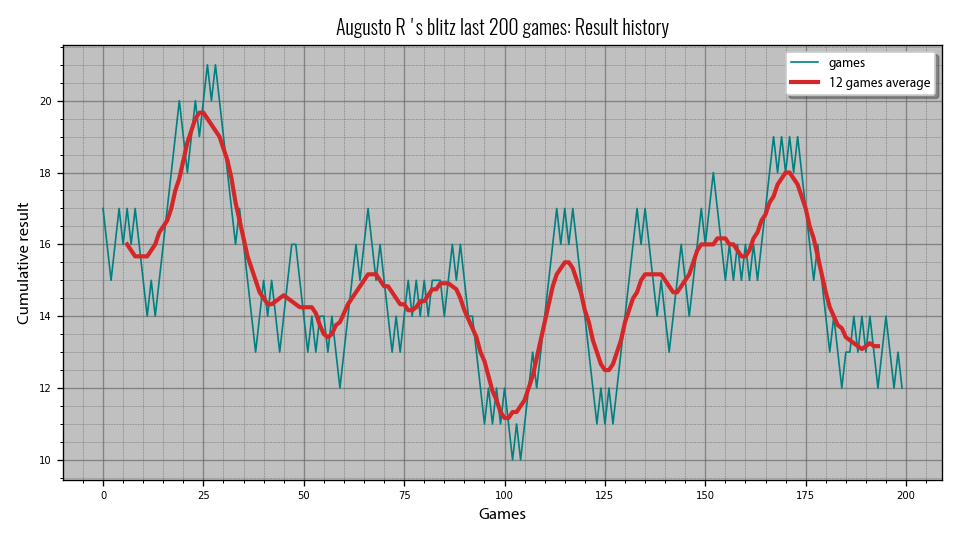 Augusto R 's blitz last 200 games: Result history
games
12 games average
Cumulative result
20
18
16
14
12
10
0 25 50 75 100 125 150 175 200
Games